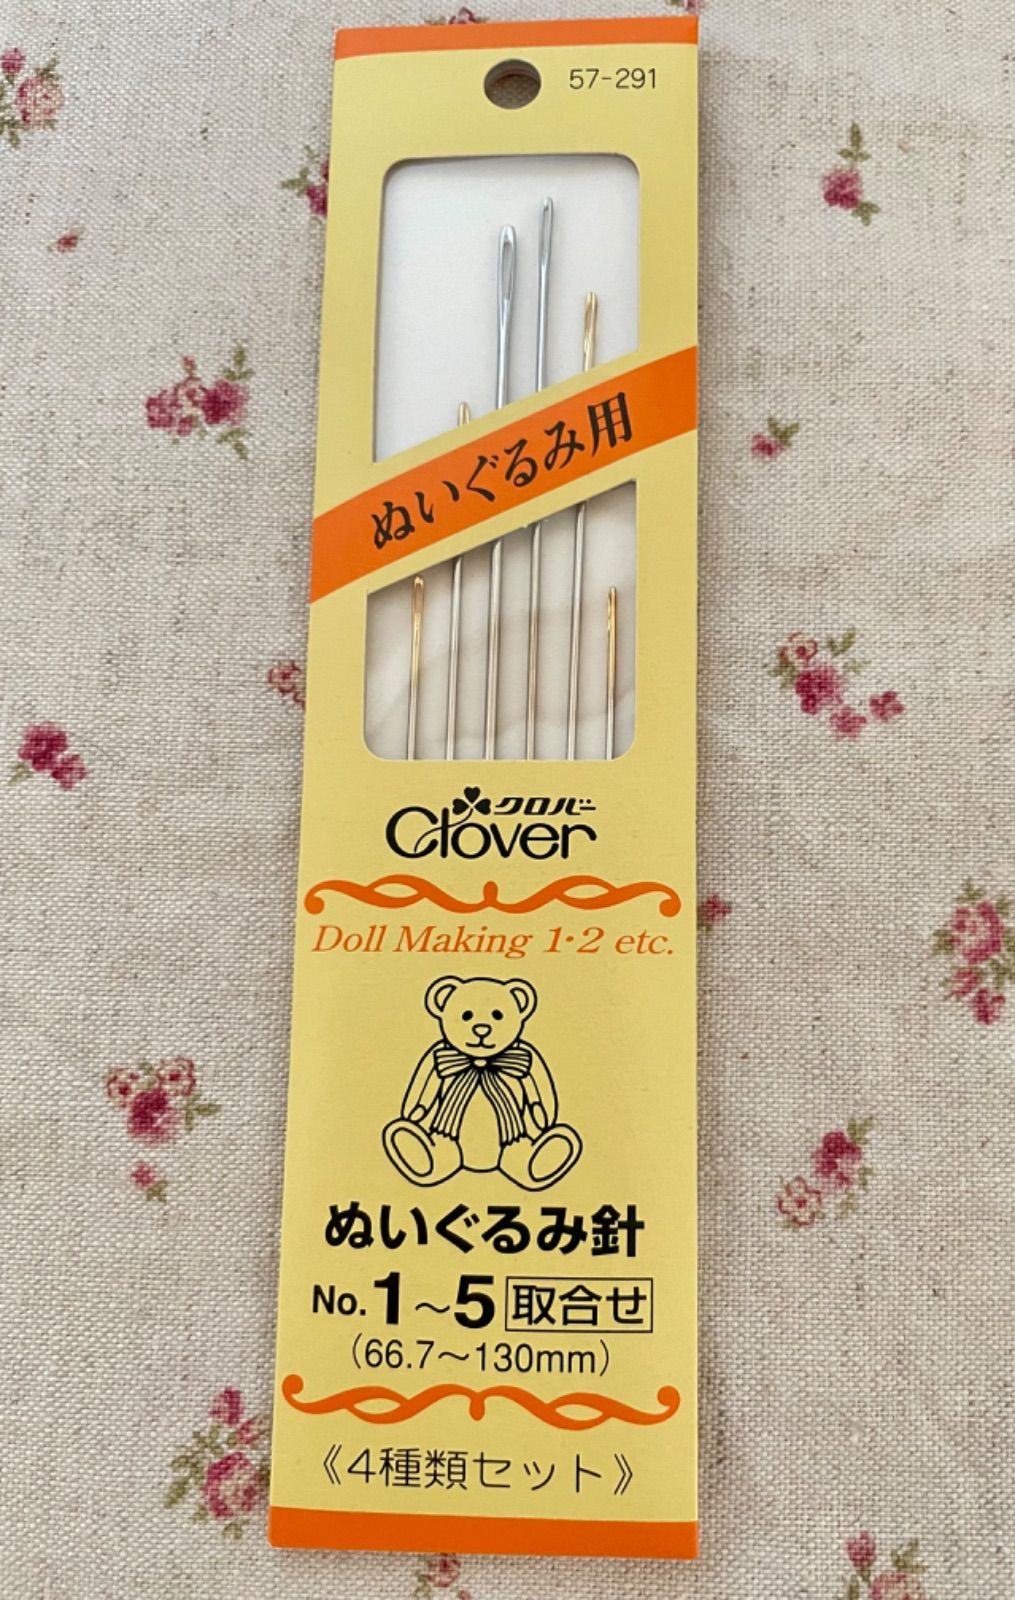 57-291
ぬいぐるみ用
クロバー
Clover
Doll Making 1·2 etc.
ぬいぐるみ針
No.1～5 取合せ
（66.7～130mm）
《4種類セット》